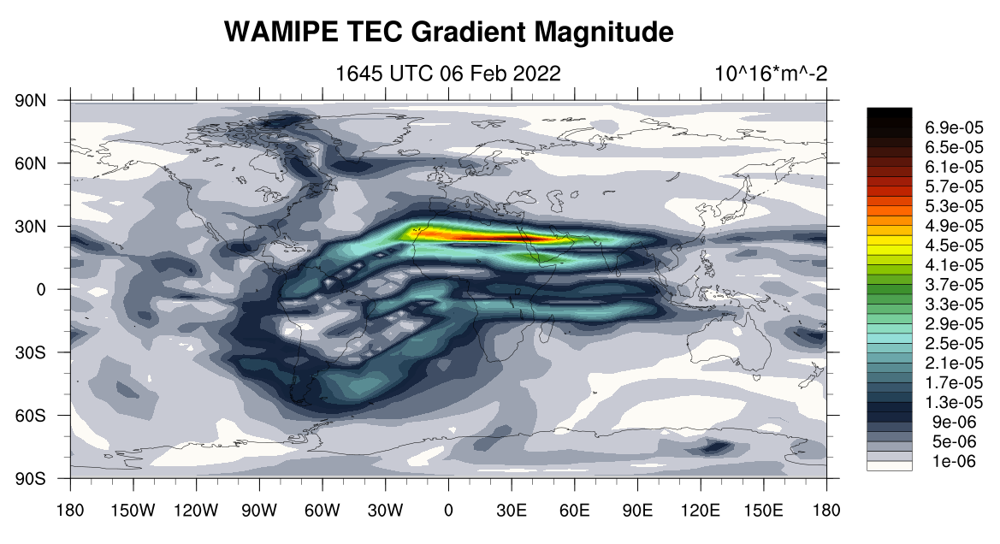 WAMIPE TEC Gradient Magnitude
1645 UTC 06 Feb 2022
10^16*m^-2
90N
60N
30N
0
30S
60S
90S
180 150W 120W 90W 60W 30W 0 30E 60E 90E 120E 150E 180
6.9e-05
6.5e-05
6.1e-05
5.7e-05
5.3e-05
4.9e-05
4.5e-05
4.1e-05
3.7e-05
3.3e-05
2.9e-05
2.5e-05
2.1e-05
1.7e-05
1.3e-05
9e-06
5e-06
1e-06